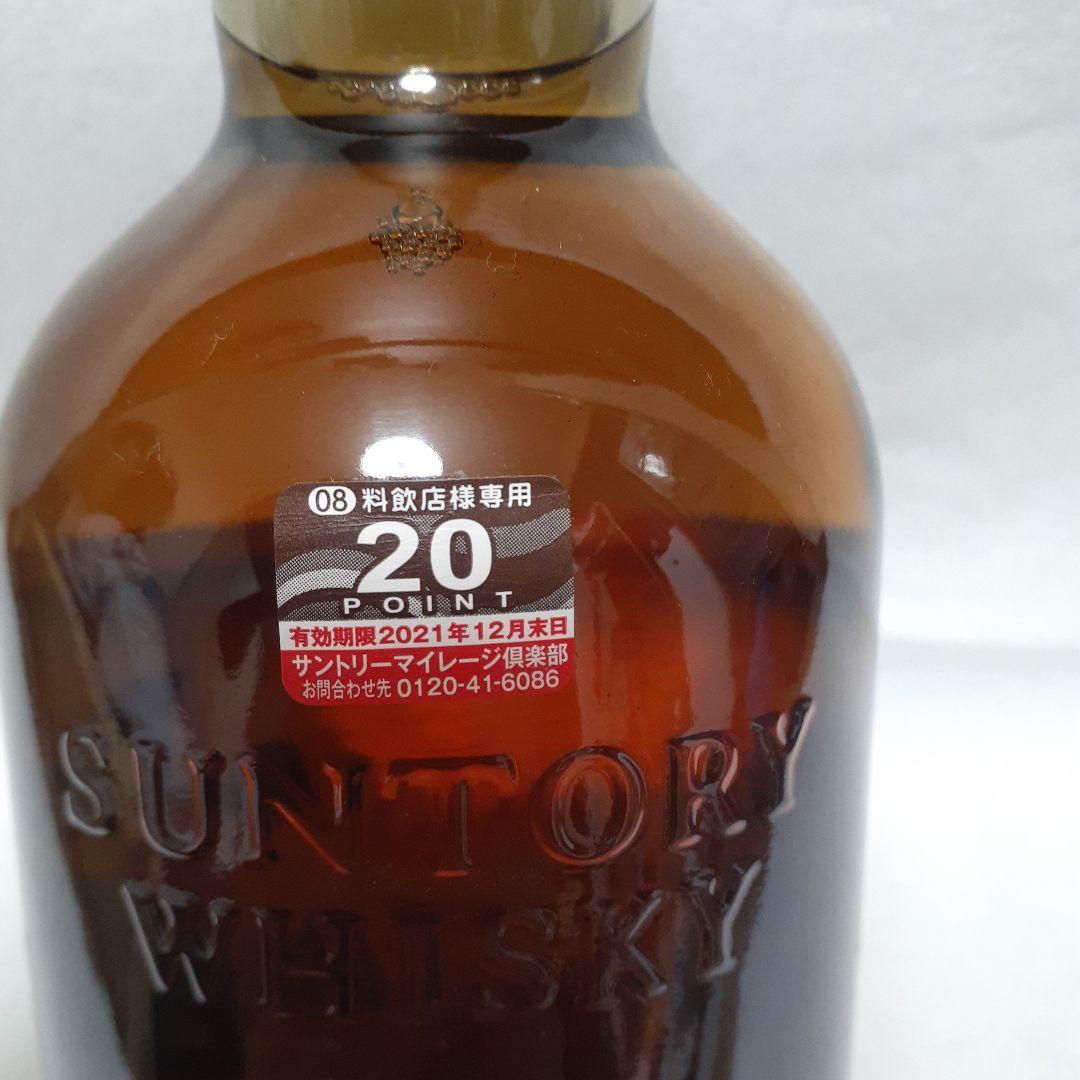 08 料飲店様専用
20
POINT
有効期限2021年12月末日
サントリーマイレージ倶楽部
お問合わせ先 0120-41-6086
SUNTORY
WHISKY